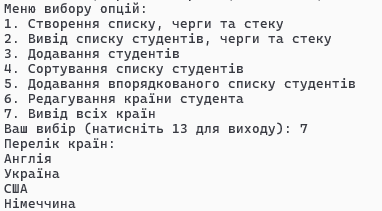 Меню вибору опцій:
1. Створення списку, черги та стеку
2. Вивід списку студентів, черги та стеку
3. Додавання студентів
4. Сортування списку студентів
5. Додавання впорядкованого списку студентів
6. Редагування країни студента
7. Вивід всіх країн
Ваш вибір (натисніть 13 для виходу): 7
Перелік країн:
Англія
Україна
США
Німеччина